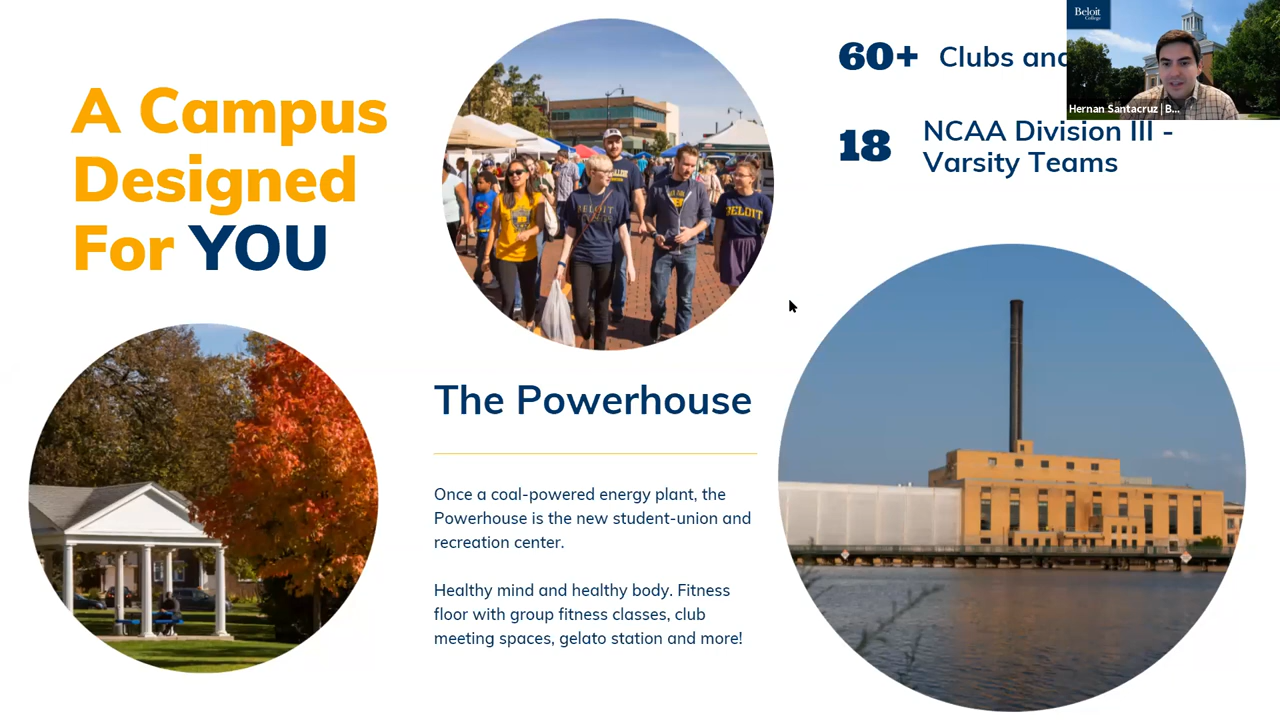 A Campus
Designed
For YOU
60+ Clubs and
18 NCAA Division III -
Varsity Teams
Beloit
College
Hernan Santacruz | B...
BELOIT
BELOIT
The Powerhouse
Once a coal-powered energy plant, the
Powerhouse is the new student-union and
recreation center.
Healthy mind and healthy body. Fitness
floor with group fitness classes, club
meeting spaces, gelato station and more!